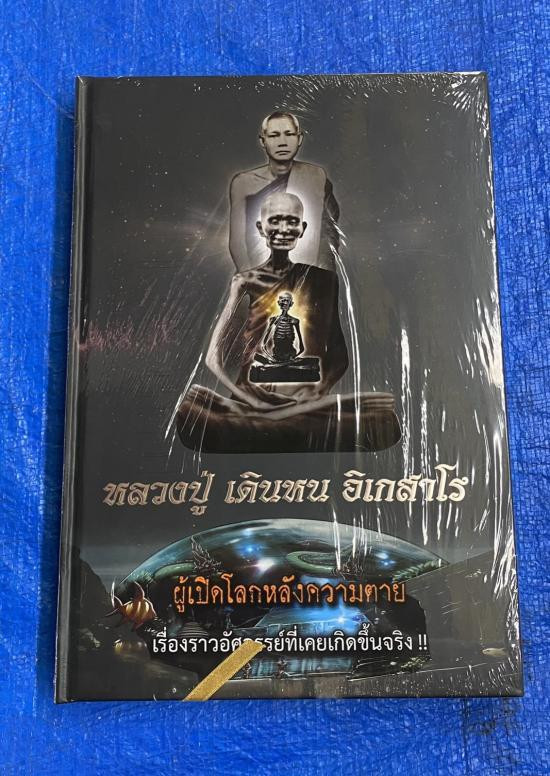 หลวงปู่ เดินหน อิเกสาโร
ผู้เปิดโลกหลังความตาย
เรื่องราวอัศจรรย์ที่เคยเกิดขึ้นจริง !!